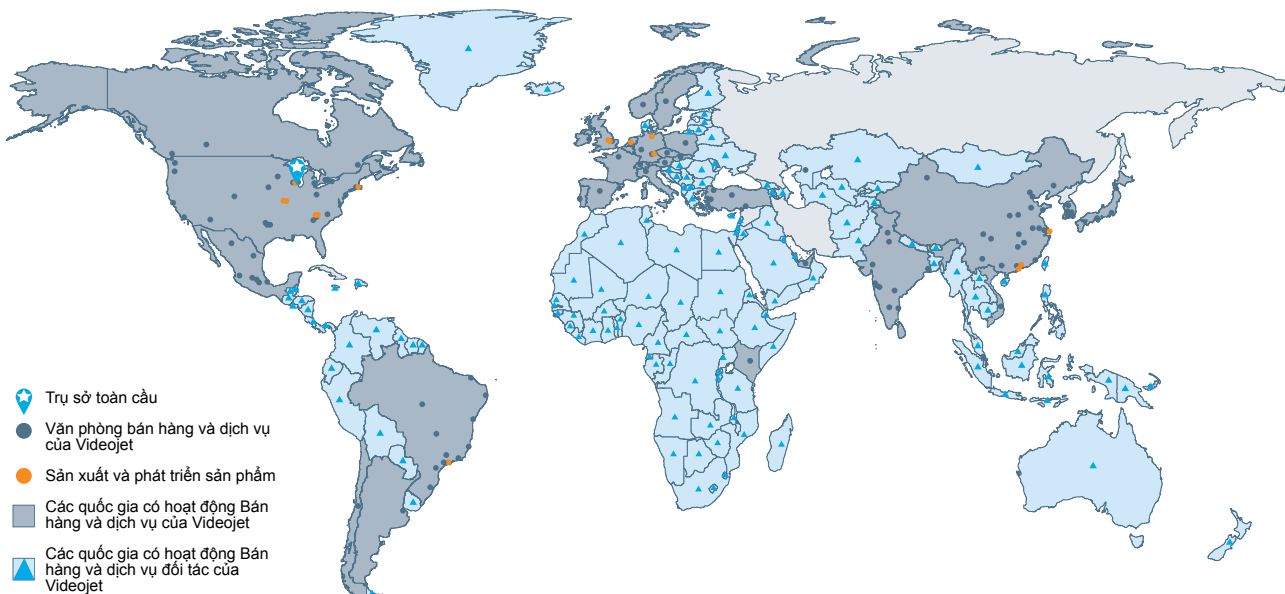 Trụ sở toàn cầu
Văn phòng bán hàng và dịch vụ
của Videojet
Sản xuất và phát triển sản phẩm
Các quốc gia có hoạt động Bán
hàng và dịch vụ của Videojet
Các quốc gia có hoạt động Bán
hàng và dịch vụ đối tác của
Videojet